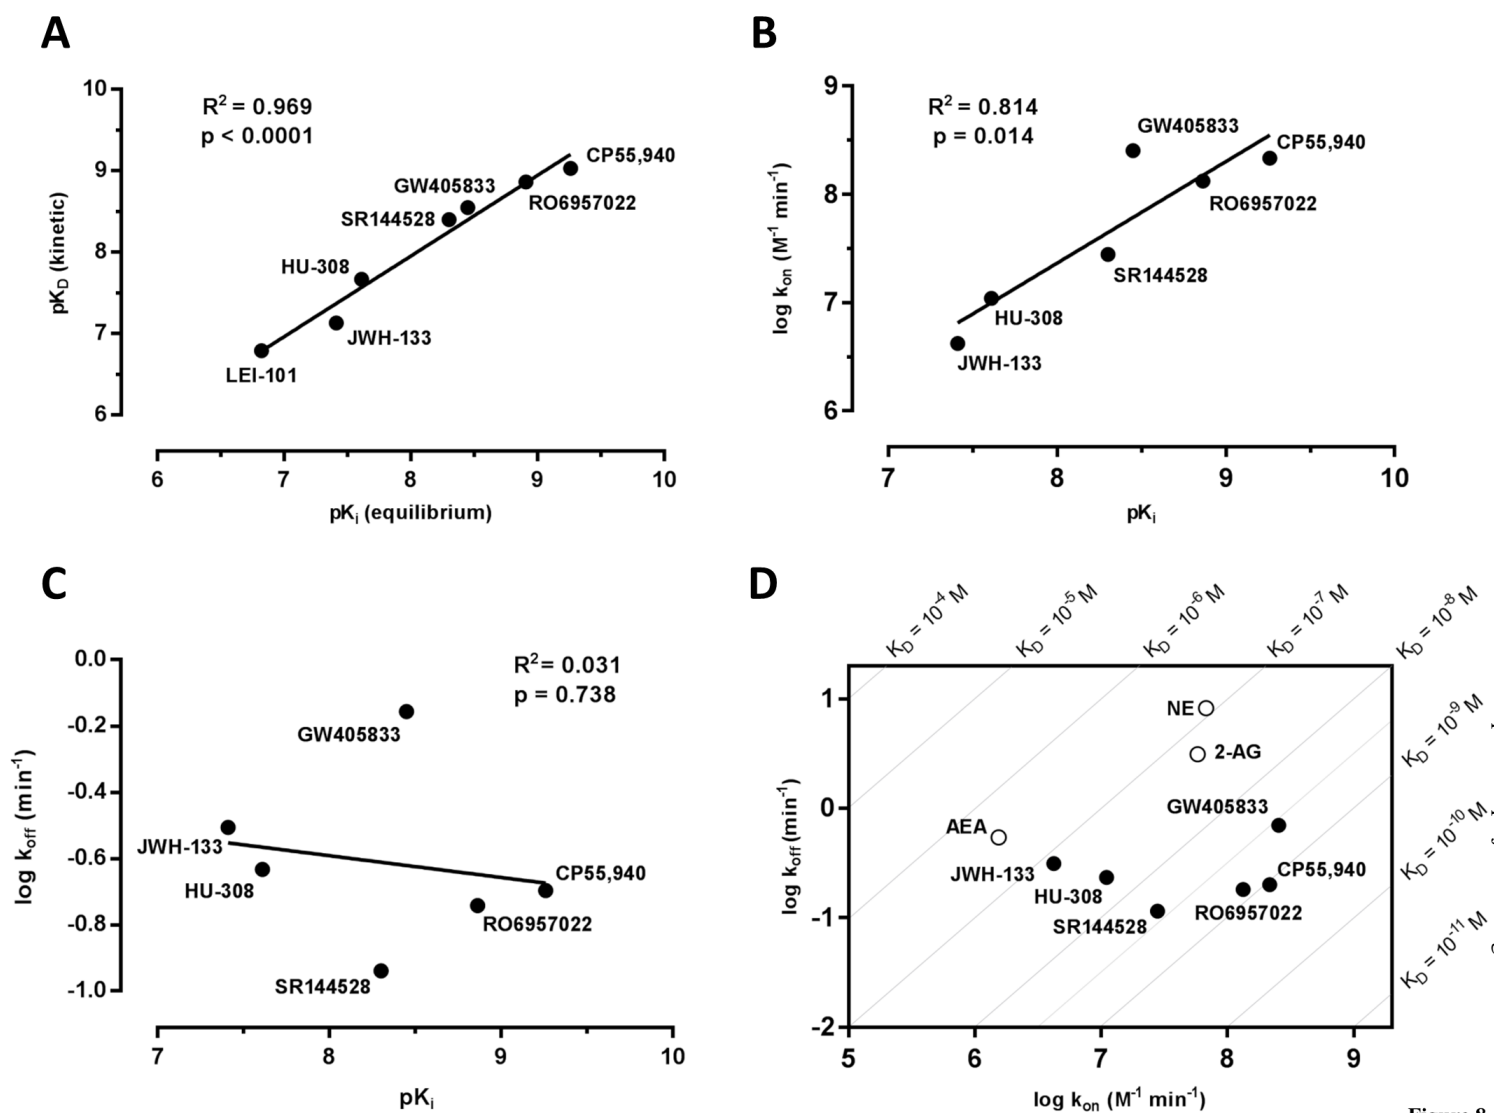 A
10
9
8
7
6
pK_D (kinetic)
R² = 0.969
p < 0.0001
CP55,940
GW405833
RO6957022
SR144528
HU-308
JWH-133
LEI-101
6 7 8 9 10
pK_i (equilibrium)
B
9
8
7
6
log k_on (M⁻¹ min⁻¹)
R² = 0.814
p = 0.014
GW405833
CP55,940
RO6957022
SR144528
HU-308
JWH-133
7 8 9 10
pK_i
C
0.0
-0.2
-0.4
-0.6
-0.8
-1.0
log k_off (min⁻¹)
R² = 0.031
p = 0.738
GW405833
JWH-133
HU-308
CP55,940
RO6957022
SR144528
7 8 9 10
pK_i
D
K_D = 10⁻⁴ M
K_D = 10⁻⁵ M
K_D = 10⁻⁶ M
K_D = 10⁻⁷ M
K_D = 10⁻⁸ M
K_D = 10⁻⁹ M
K_D = 10⁻¹⁰ M
K_D = 10⁻¹¹ M
1
0
-1
-2
log k_off (min⁻¹)
NE
2-AG
GW405833
AEA
JWH-133
HU-308
CP55,940
SR144528
RO6957022
5 6 7 8 9
log k_on (M⁻¹ min⁻¹)